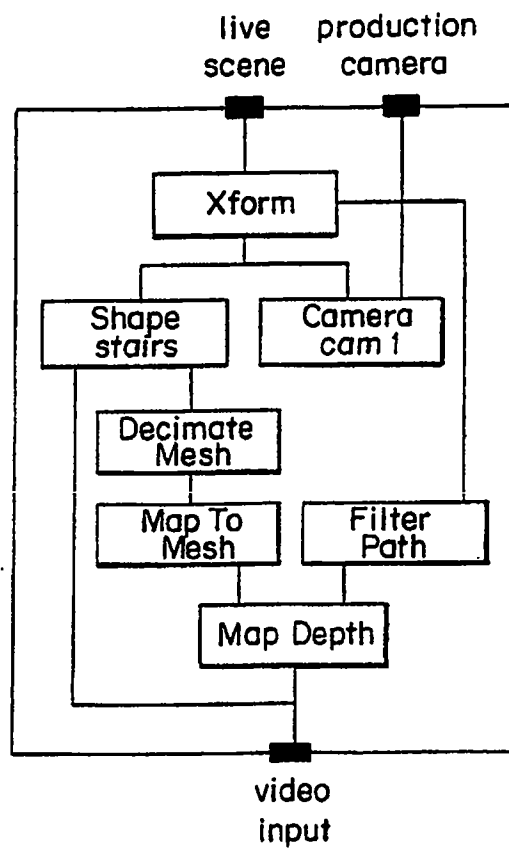 live
scene
production
camera
Xform
Shape
stairs
Camera
cam 1
Decimate
Mesh
Map To
Mesh
Filter
Path
Map Depth
video
input